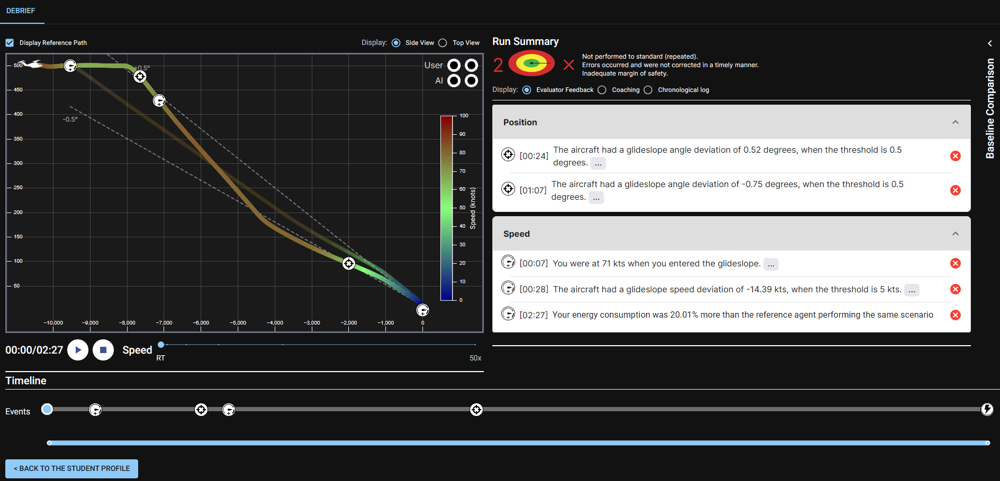 DEBRIEF
Display Reference Path
Display: Side View Top View
500
450
400
350
300
250
200
150
100
50
+0.5°
-0.5°
User
AI
100
90
80
70
60
50
40
30
20
10
0
Speed (knots)
−10,000 −9,000 −8,000 −7,000 −6,000 −5,000 −4,000 −3,000 −2,000 −1,000 0
00:00/02:27 Speed
RT 50x
Run Summary
2
Not performed to standard (repeated).
Errors occurred and were not corrected in a timely manner.
Inadequate margin of safety.
Display: Evaluator Feedback Coaching Chronological log
Position
[00:24] The aircraft had a glideslope angle deviation of 0.52 degrees, when the threshold is 0.5
degrees. ...
[01:07] The aircraft had a glideslope angle deviation of -0.75 degrees, when the threshold is 0.5
degrees. ...
Speed
[00:07] You were at 71 kts when you entered the glideslope. ...
[00:28] The aircraft had a glideslope speed deviation of -14.39 kts, when the threshold is 5 kts. ...
[02:27] Your energy consumption was 20.01% more than the reference agent performing the same scenario
Baseline Comparison
Timeline
Events
< BACK TO THE STUDENT PROFILE